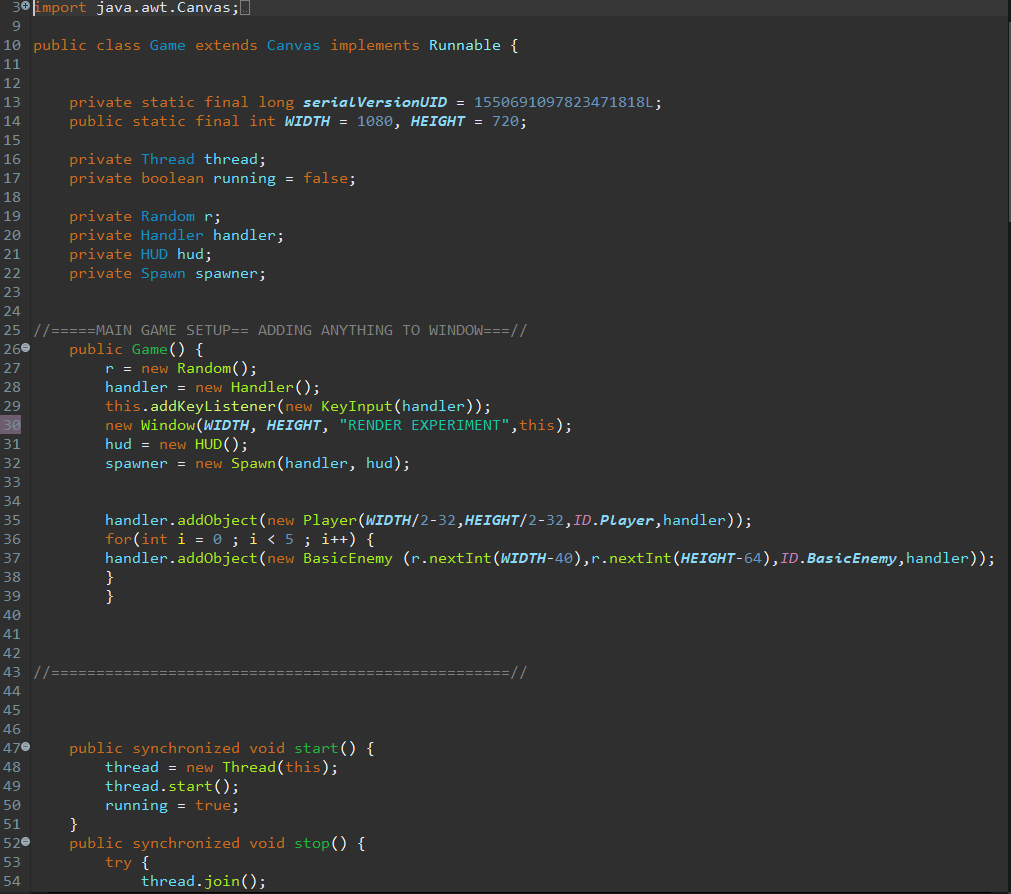 3 import java.awt.Canvas;
9
10 public class Game extends Canvas implements Runnable {
11
12
13     private static final long serialVersionUID = 1550691097823471818L;
14     public static final int WIDTH = 1080, HEIGHT = 720;
15
16     private Thread thread;
17     private boolean running = false;
18
19     private Random r;
20     private Handler handler;
21     private HUD hud;
22     private Spawn spawner;
23
24
25 //=====MAIN GAME SETUP== ADDING ANYTHING TO WINDOW===//
26     public Game() {
27         r = new Random();
28         handler = new Handler();
29         this.addKeyListener(new KeyInput(handler));
30         new Window(WIDTH, HEIGHT, "RENDER EXPERIMENT",this);
31         hud = new HUD();
32         spawner = new Spawn(handler, hud);
33
34
35         handler.addObject(new Player(WIDTH/2-32,HEIGHT/2-32,ID.Player,handler));
36         for(int i = 0 ; i < 5 ; i++) {
37         handler.addObject(new BasicEnemy (r.nextInt(WIDTH-40),r.nextInt(HEIGHT-64),ID.BasicEnemy,handler));
38         }
39         }
40
41
42
43 //===================================================//
44
45
46
47     public synchronized void start() {
48         thread = new Thread(this);
49         thread.start();
50         running = true;
51     }
52     public synchronized void stop() {
53         try {
54             thread.join();